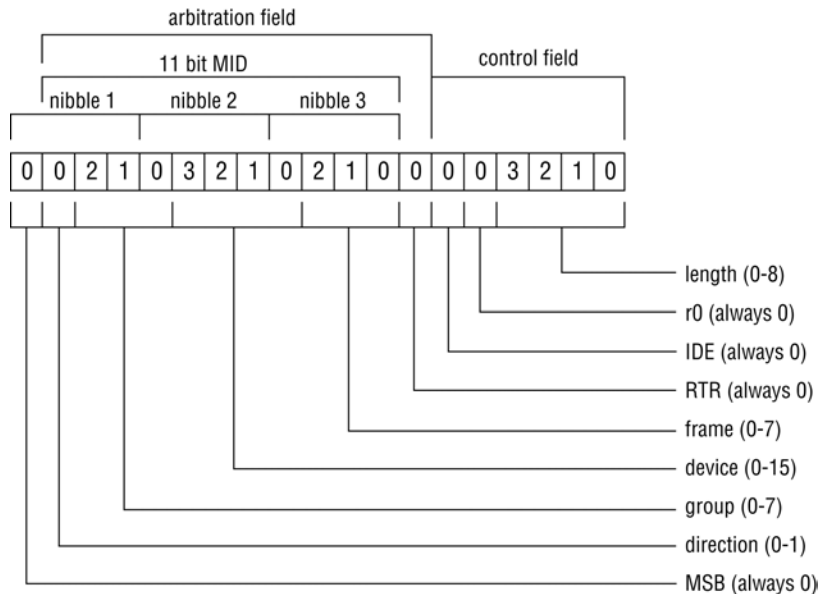 arbitration field
11 bit MID
control field
nibble 1 nibble 2 nibble 3
0 0 2 1 0 3 2 1 0 2 1 0 0 0 0 3 2 1 0
length (0-8)
r0 (always 0)
IDE (always 0)
RTR (always 0)
frame (0-7)
device (0-15)
group (0-7)
direction (0-1)
MSB (always 0)